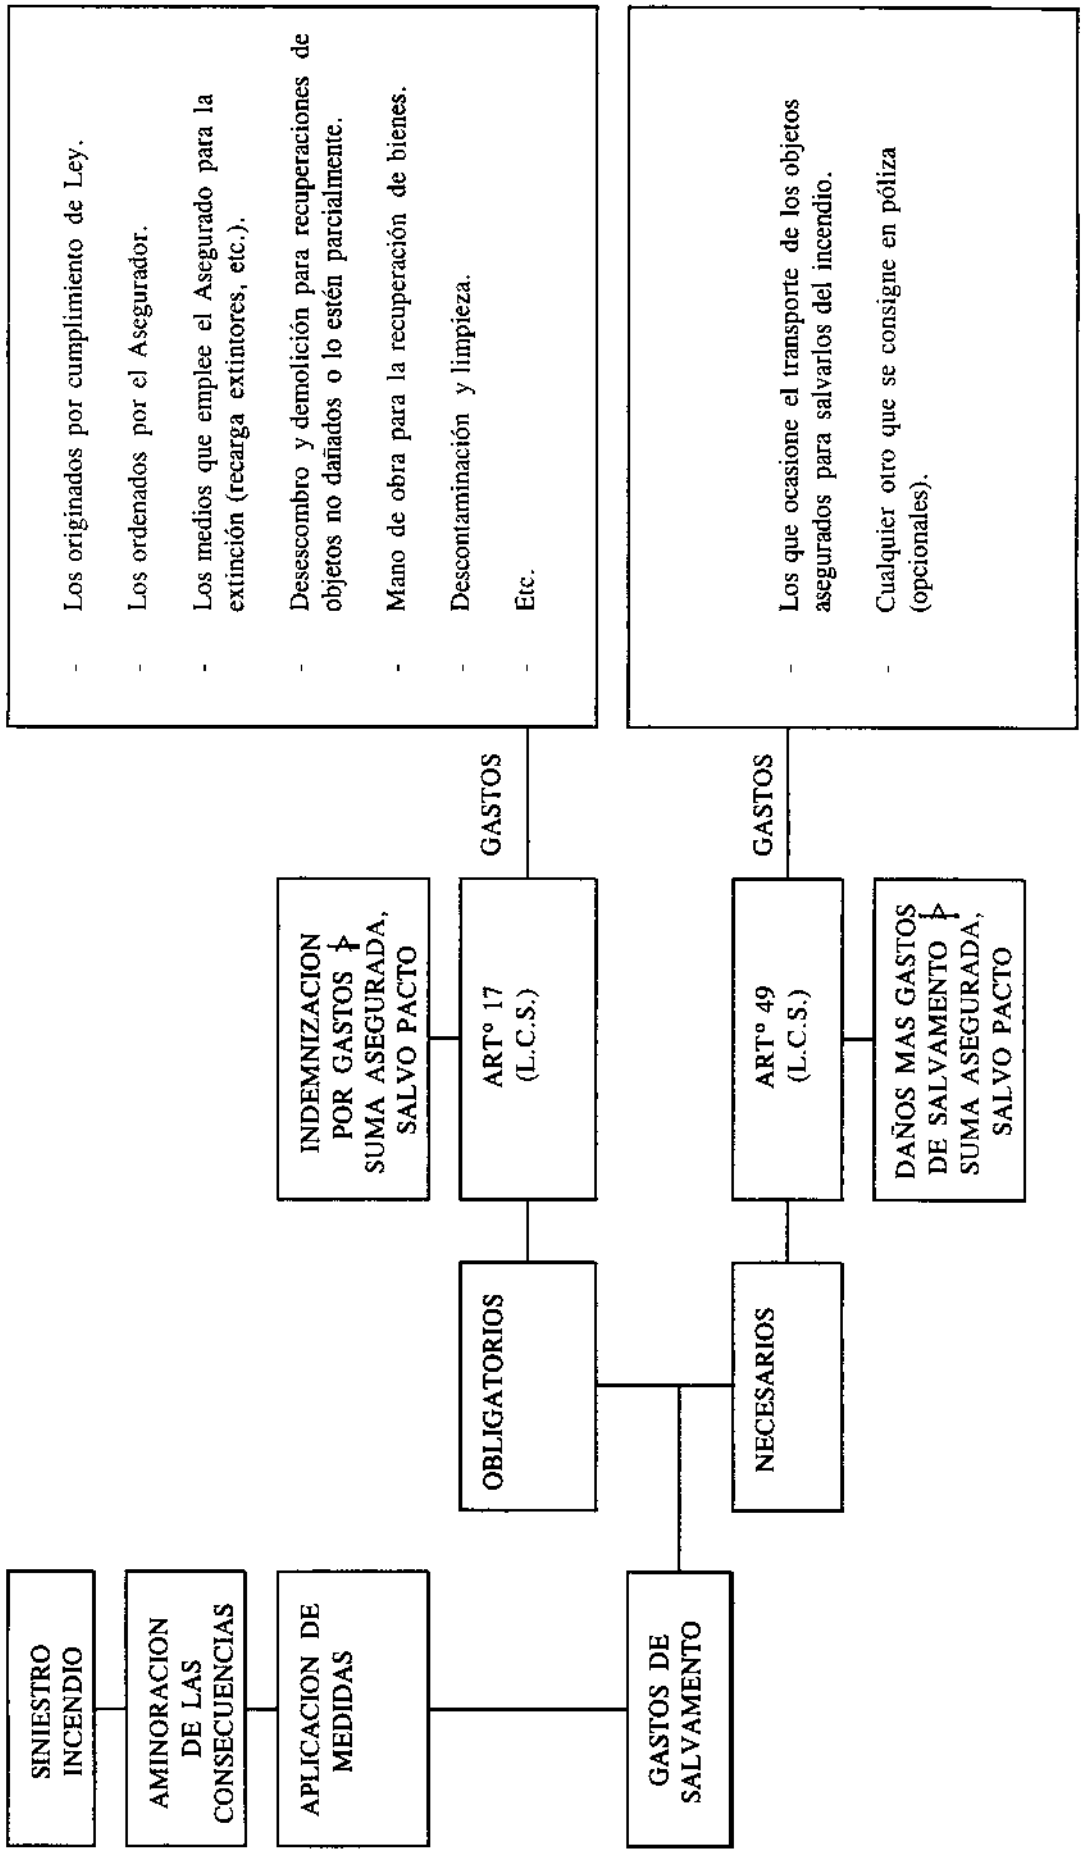 SINIESTRO
INCENDIO
AMINORACION
DE LAS
CONSECUENCIAS
APLICACION DE
MEDIDAS
GASTOS DE
SALVAMENTO
OBLIGATORIOS
NECESARIOS
INDEMNIZACION
POR GASTOS ≯
SUMA ASEGURADA,
SALVO PACTO
ARTº 17
(L.C.S.)
ARTº 49
(L.C.S.)
DAÑOS MAS GASTOS
DE SALVAMENTO ≯
SUMA ASEGURADA,
SALVO PACTO
GASTOS
- Los originados por cumplimiento de Ley.
- Los ordenados por el Asegurador.
- Los medios que emplee el Asegurado para la
extinción (recarga extintores, etc.).
- Desescombro y demolición para recuperaciones de
objetos no dañados o lo estén parcialmente.
- Mano de obra para la recuperación de bienes.
- Descontaminación y limpieza.
- Etc.
GASTOS
- Los que ocasione el transporte de los objetos
asegurados para salvarlos del incendio.
- Cualquier otro que se consigne en póliza
(opcionales).